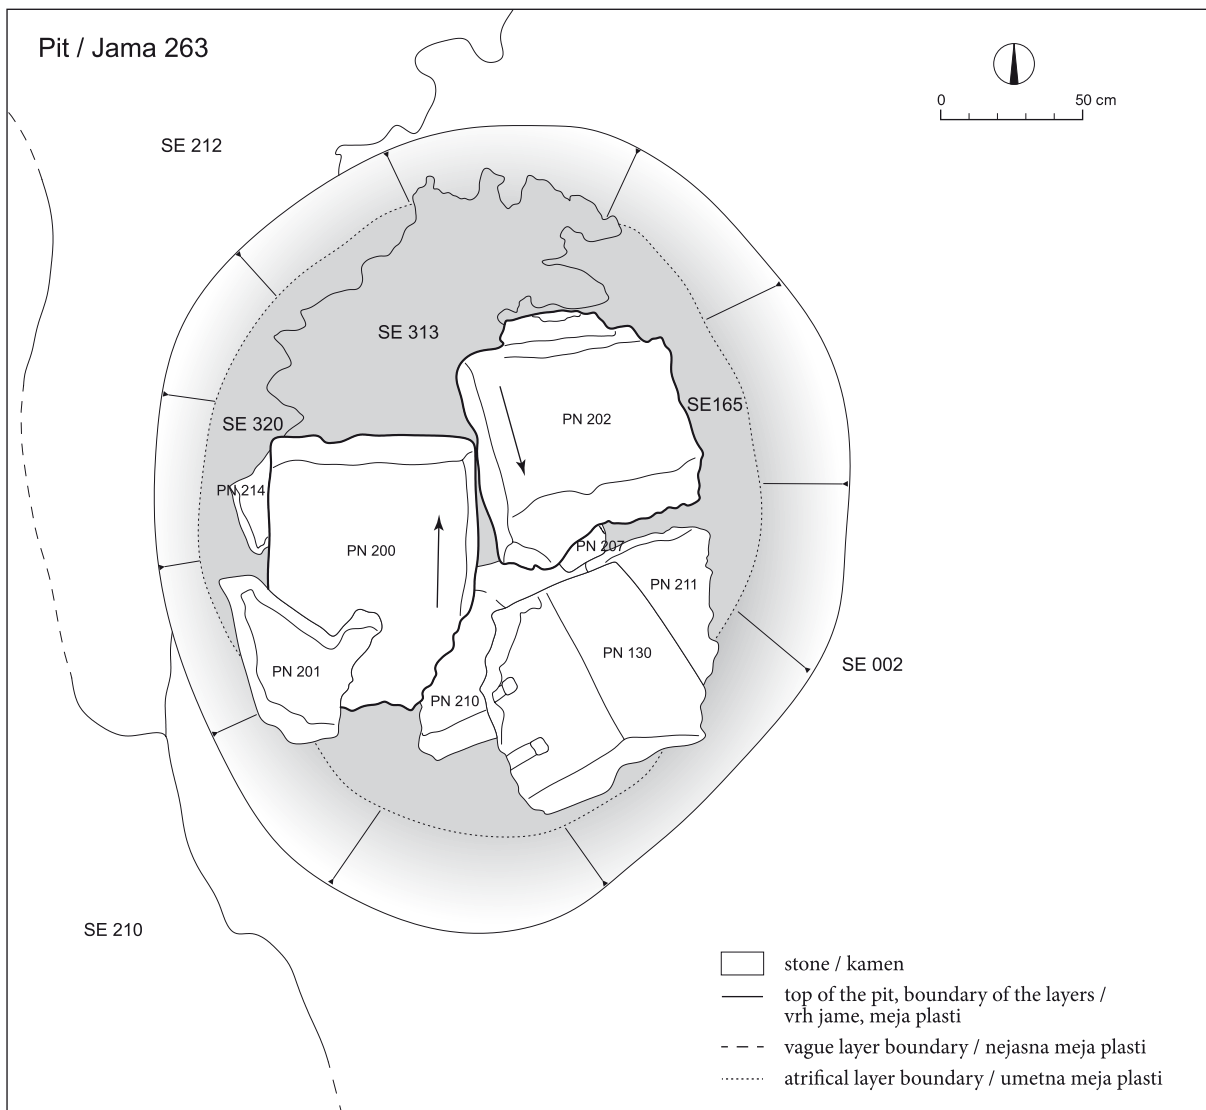 Pit / Jama 263
0 50 cm
SE 212
SE 313
SE 320
SE165
PN 202
PN 214
PN 200
PN 207
PN 211
PN 130
PN 201
PN 210
SE 002
SE 210
stone / kamen
top of the pit, boundary of the layers /
vrh jame, meja plasti
vague layer boundary / nejasna meja plasti
atrifical layer boundary / umetna meja plasti